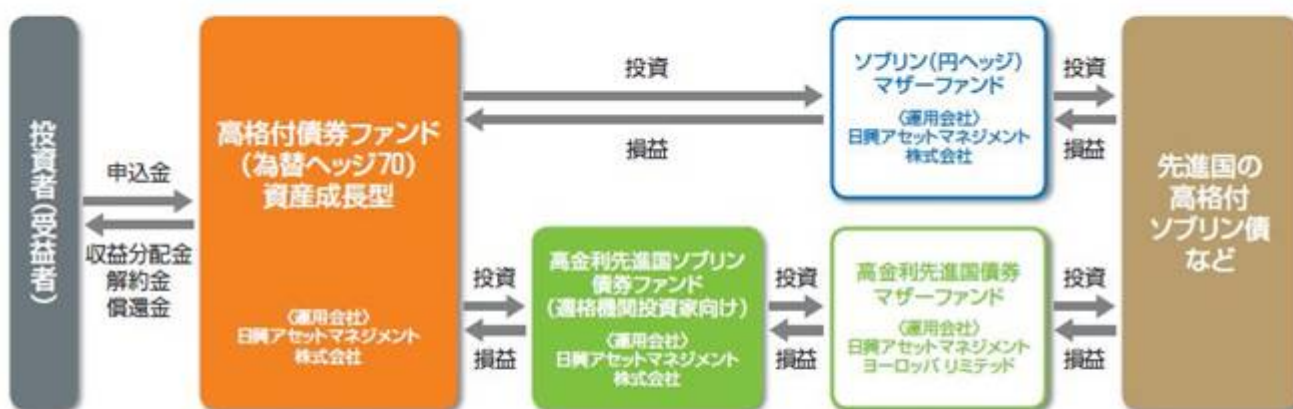 投資者(受益者)
申込金
収益分配金
解約金
償還金
高格付債券ファンド
(為替ヘッジ70)
資産成長型
〈運用会社〉
日興アセットマネジメント
株式会社
投資
損益
ソブリン(円ヘッジ)
マザーファンド
〈運用会社〉
日興アセットマネジメント
株式会社
投資
損益
投資
損益
高金利先進国ソブリン
債券ファンド
(適格機関投資家向け)
〈運用会社〉
日興アセットマネジメント
株式会社
投資
損益
高金利先進国債券
マザーファンド
〈運用会社〉
日興アセットマネジメント
ヨーロッパ リミテッド
投資
損益
先進国の
高格付
ソブリン債
など